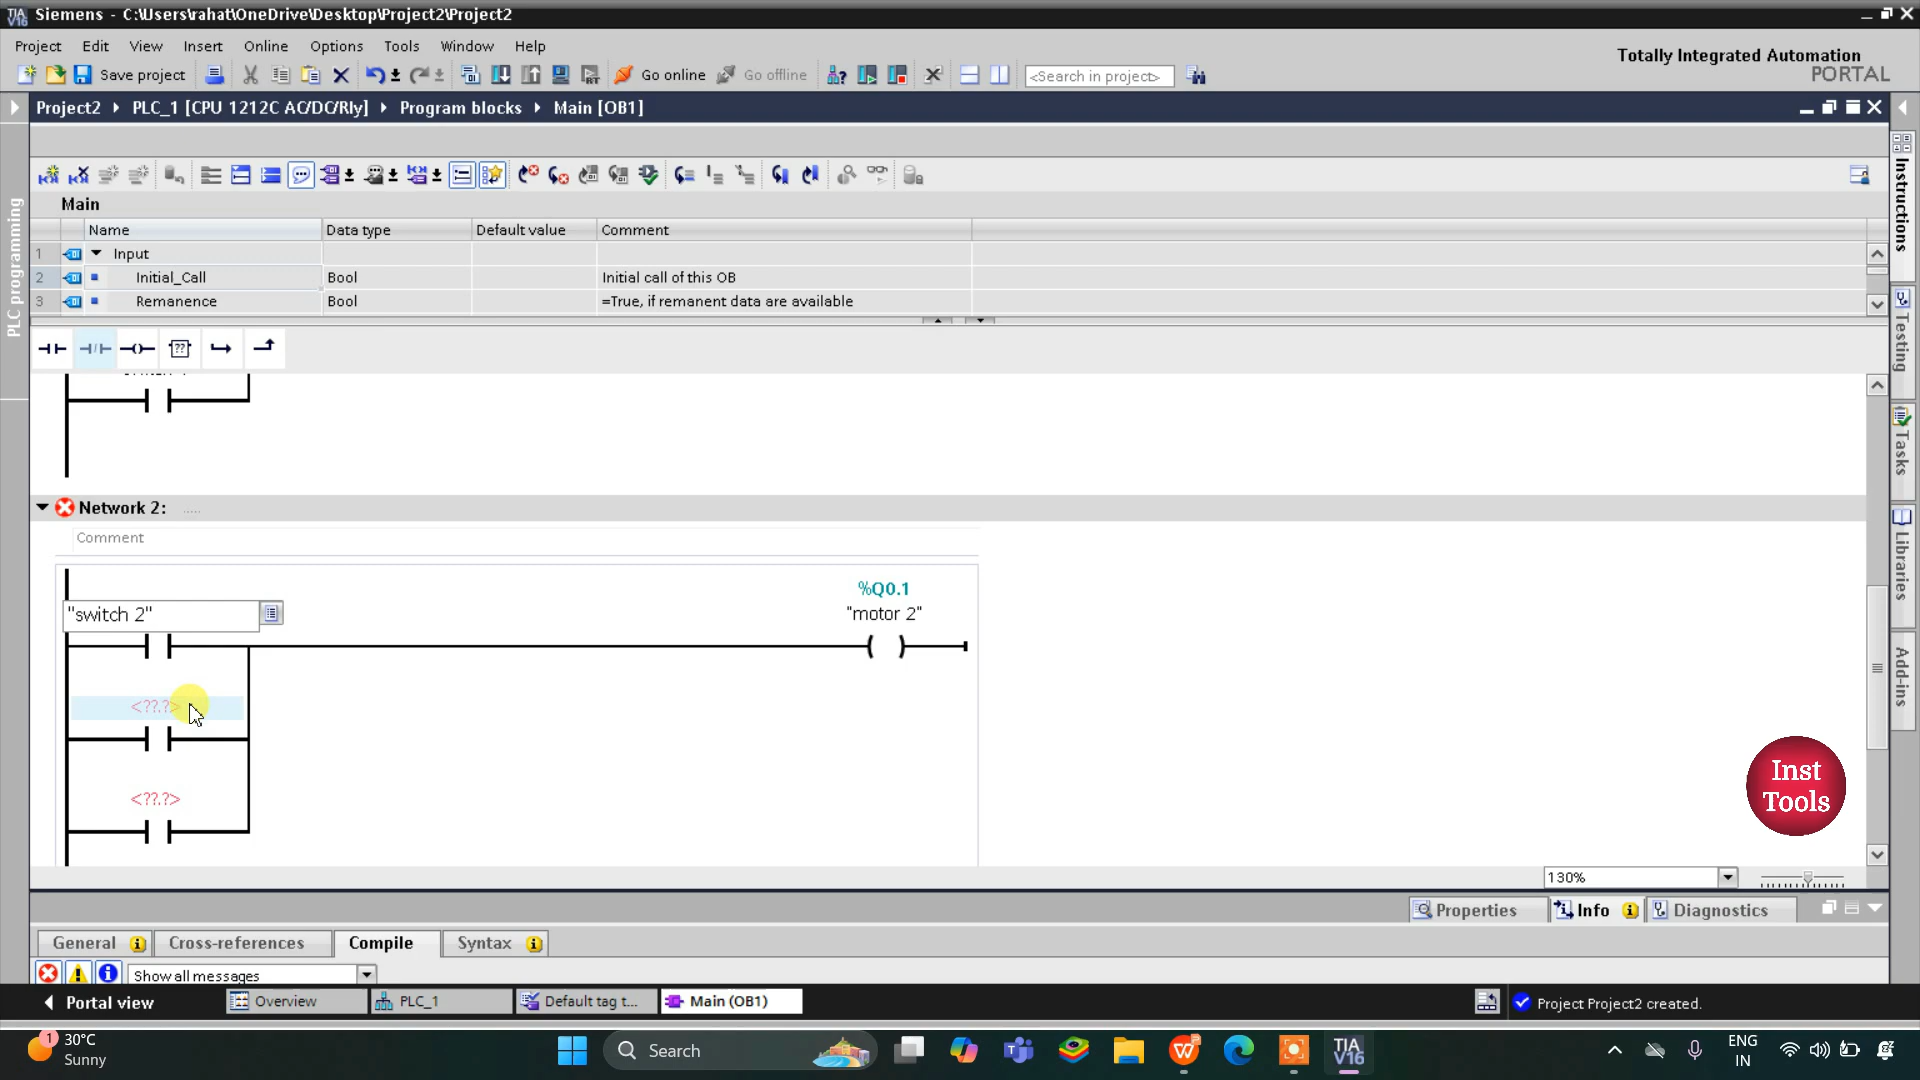 Siemens - C:\Users\rahat\OneDrive\Desktop\Project2\Project2
Project Edit View Insert Online Options Tools Window Help
Totally Integrated Automation
PORTAL
Save project
Go online
Go offline
<Search in project>
Project2 PLC_1 [CPU 1212C AC/DC/Rly] Program blocks Main [OB1]
Main
Name Data type Default value Comment
1 Input
2 Initial_Call Bool Initial call of this OB
3 Remanence Bool =True, if remanent data are available
PLC programming
Instructions
Testing
Tasks
Libraries
Add-ins
Network 2: .....
Comment
%Q0.1
"switch 2"
"motor 2"
<??.?>
<??.?>
Inst
Tools
130%
Properties Info Diagnostics
General Cross-references Compile Syntax
Show all messages
Portal view Overview PLC_1 Default tag t... Main (OB1) Project Project2 created.
1
30°C
Sunny
Search
TIA
V16
ENG
IN